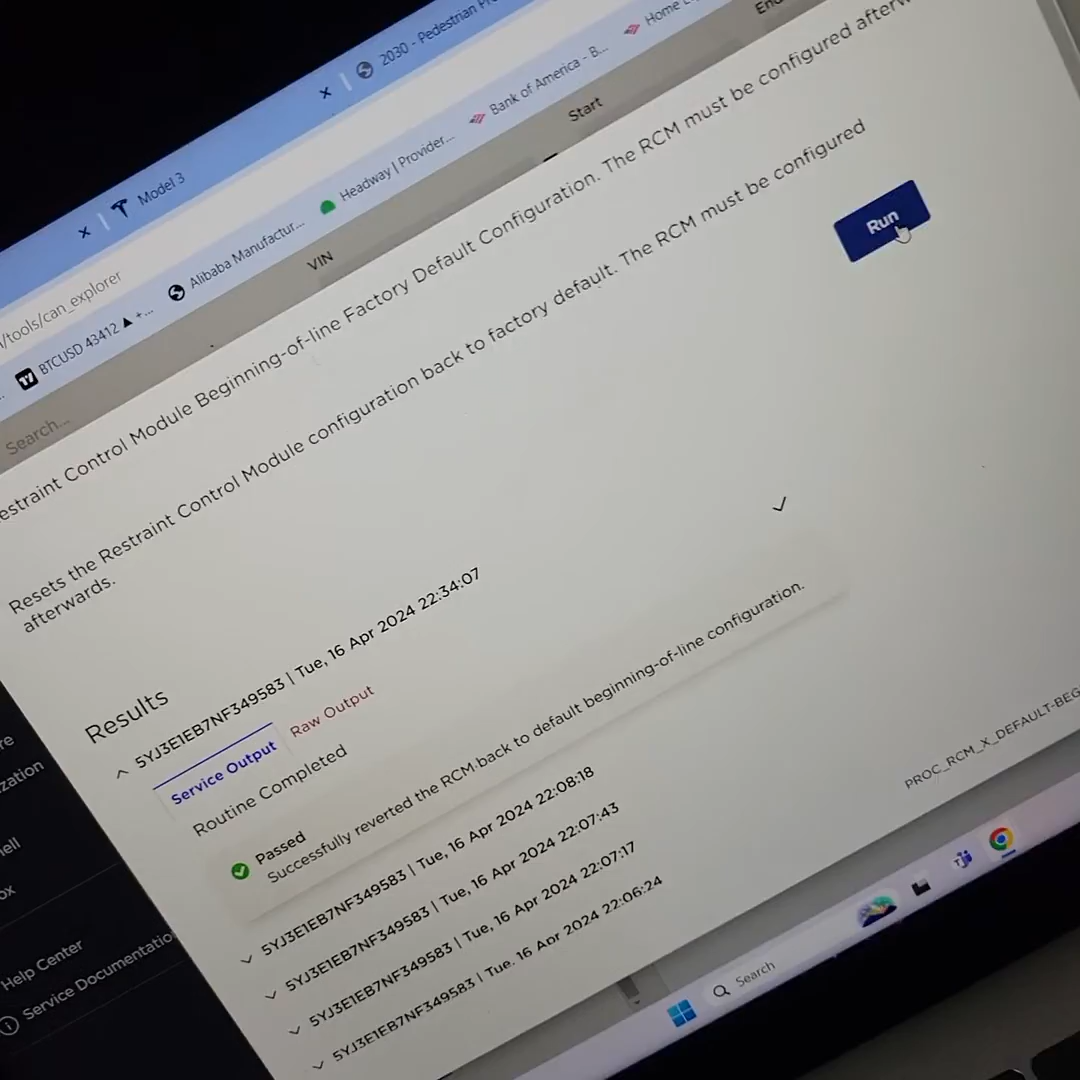 2030 - Pedestrian
Model 3
/tools/can_explorer
Home
Bank of America - B...
Headway | Provider...
Alibaba Manufactur...
BTCUSD 43412 ▲ +...
Start
VIN
Search...
Restraint Control Module Beginning-of-line Factory Default Configuration. The RCM must be configured
Resets the Restraint Control Module configuration back to factory default. The RCM must be configured
afterwards.
Run
Results
5YJ3E1EB7NF349583 | Tue, 16 Apr 2024 22:34:07
Service Output
Raw Output
Routine Completed
Passed
Successfully reverted the RCM back to default beginning-of-line configuration.
5YJ3E1EB7NF349583 | Tue, 16 Apr 2024 22:08:18
5YJ3E1EB7NF349583 | Tue, 16 Apr 2024 22:07:43
5YJ3E1EB7NF349583 | Tue, 16 Apr 2024 22:07:17
5YJ3E1EB7NF349583 | Tue, 16 Apr 2024 22:06:24
PROC_RCM_X_DEFAULT-BEG
Help Center
Service Documentatio
Search